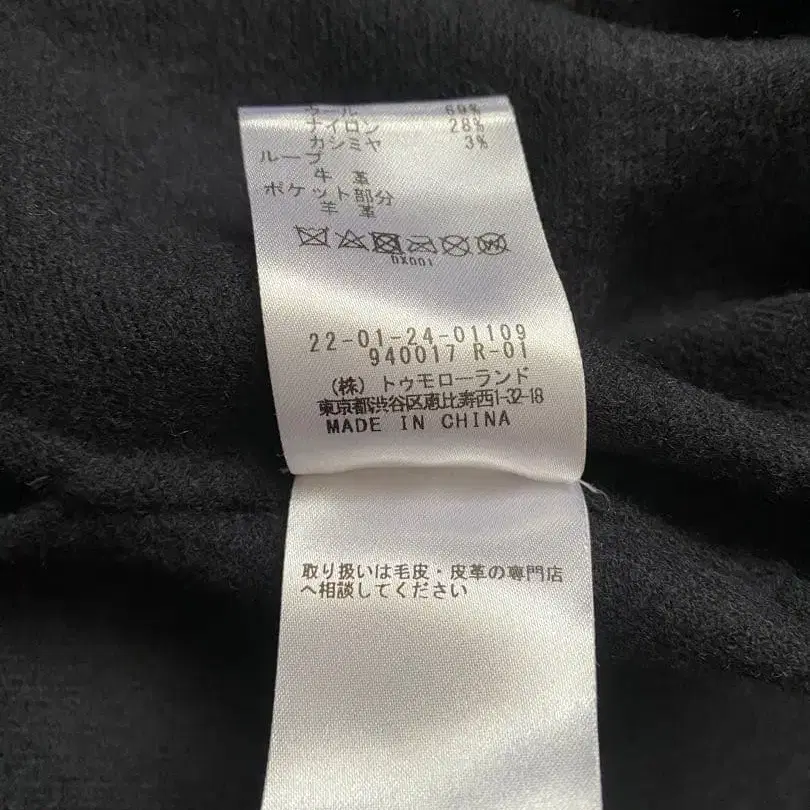 ウール 69%
ナイロン 28%
カシミヤ 3%
ループ
牛 革
ポケット部分
羊 革
DX001
22-01-24-01109
940017 R-01
(株)トゥモローランド
東京都渋谷区恵比寿西1-32-18
MADE IN CHINA
取り扱いは毛皮・皮革の専門店
へ相談してください